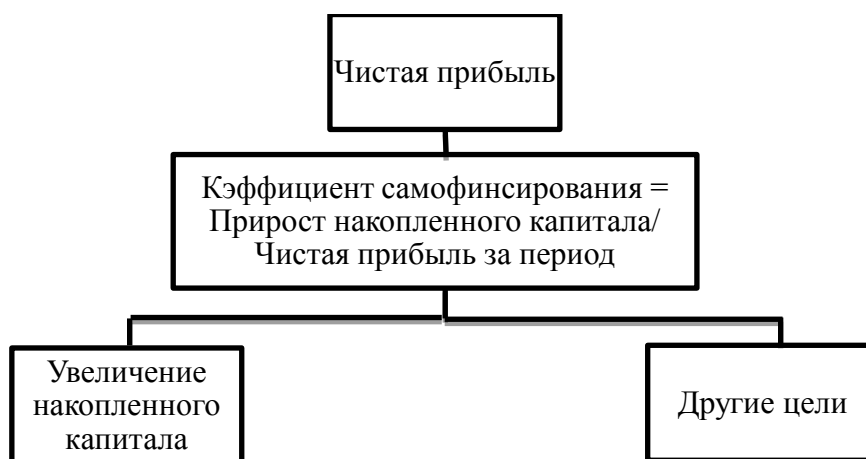 Чистая прибыль
Кэффициент самофинсирования =
Прирост накопленного капитала/
Чистая прибыль за период
Увеличение
накопленного
капитала
Другие цели